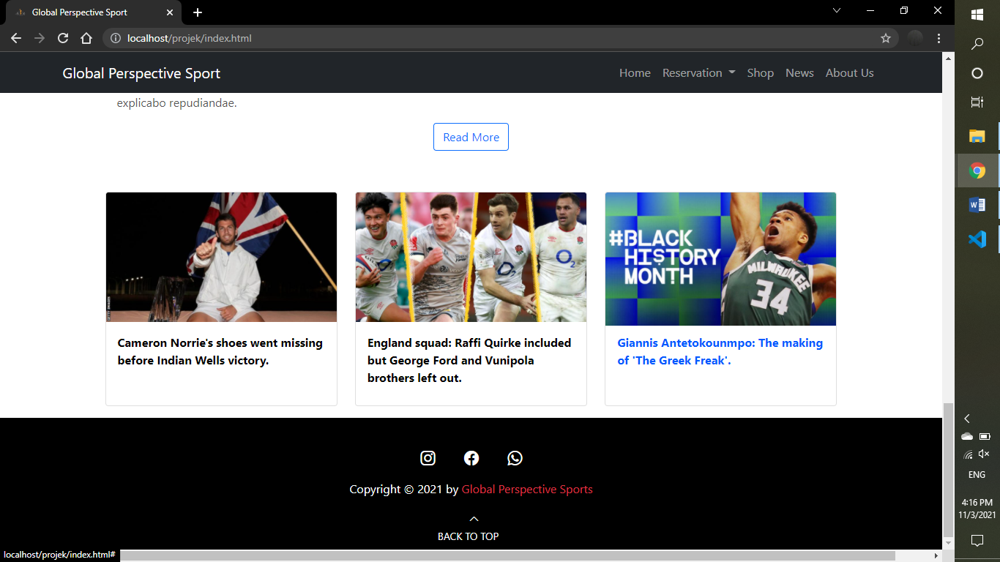 Global Perspective Sport
localhost/projek/index.html
Global Perspective Sport
Home Reservation Shop News About Us
explicabo repudiandae.
Read More
#BLACK
HISTORY
MONTH
MILWAUKEE
34
O2
O2
O2
Cameron Norrie's shoes went missing
before Indian Wells victory.
England squad: Raffi Quirke included
but George Ford and Vunipola
brothers left out.
Giannis Antetokounmpo: The making
of 'The Greek Freak'.
Copyright © 2021 by Global Perspective Sports
BACK TO TOP
localhost/projek/index.html#
ENG
4:16 PM
11/3/2021